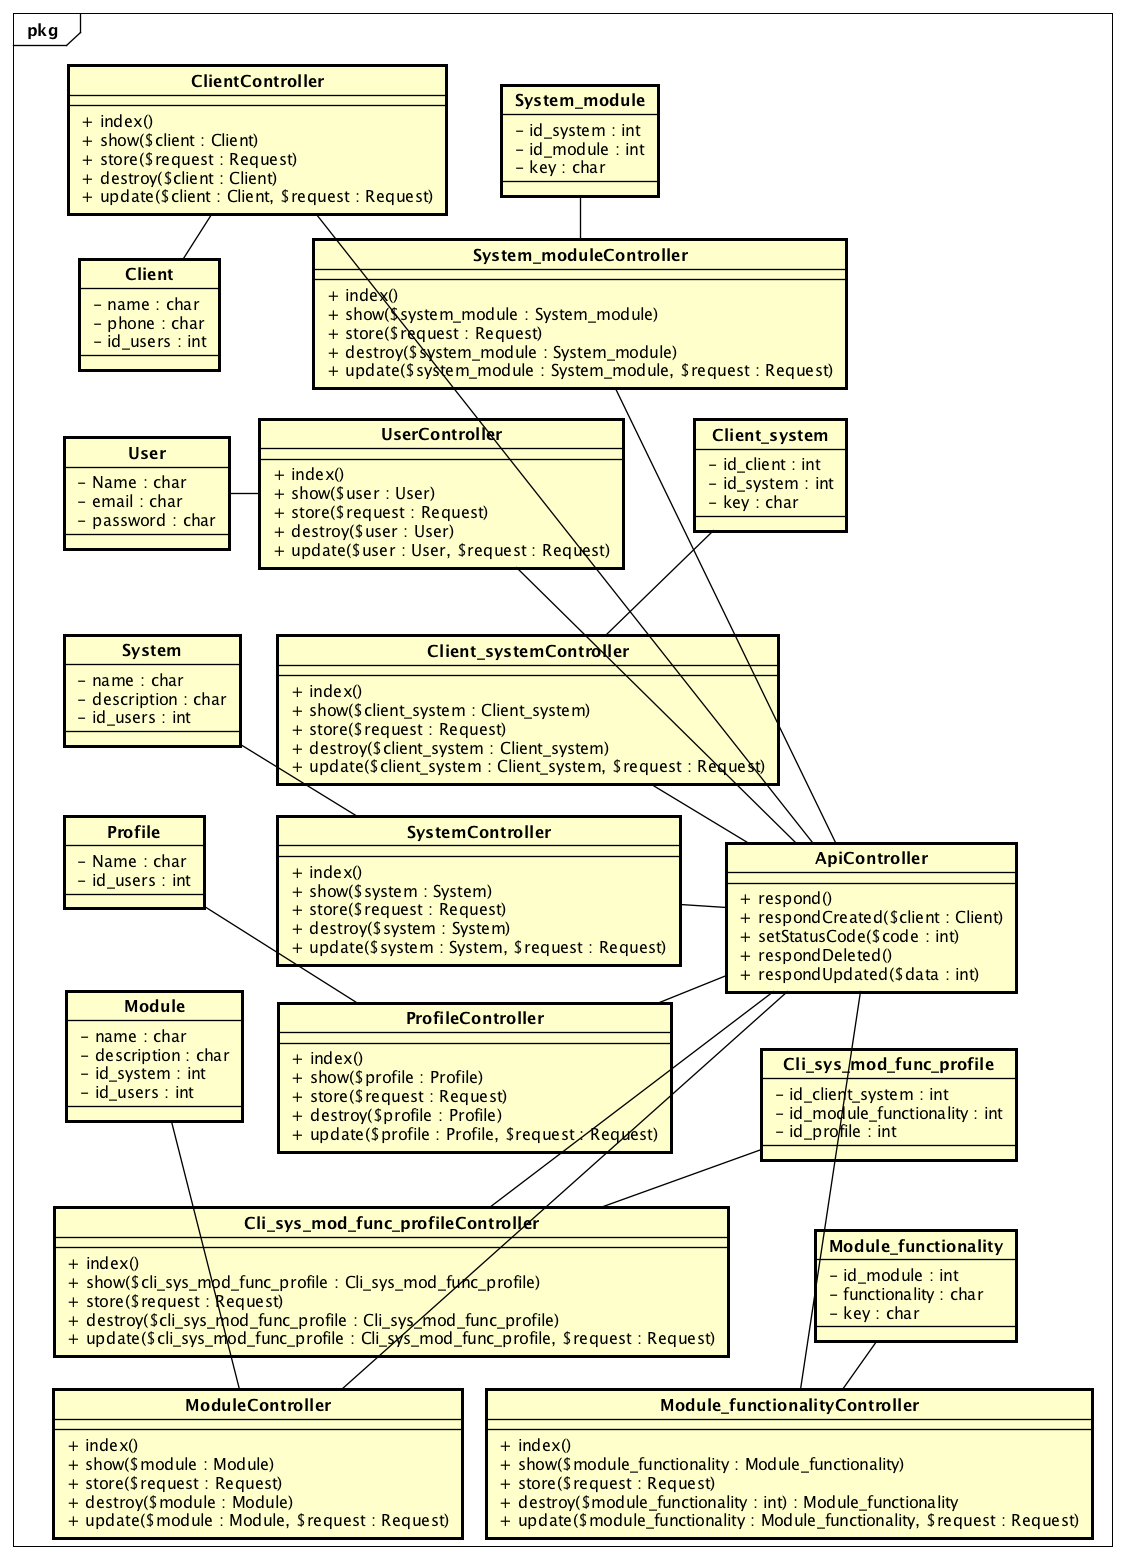 pkg
ClientController
+ index()
+ show($client : Client)
+ store($request : Request)
+ destroy($client : Client)
+ update($client : Client, $request : Request)
System_module
– id_system : int
– id_module : int
– key : char
Client
– name : char
– phone : char
– id_users : int
System_moduleController
+ index()
+ show($system_module : System_module)
+ store($request : Request)
+ destroy($system_module : System_module)
+ update($system_module : System_module, $request : Request)
User
– Name : char
– email : char
– password : char
UserController
+ index()
+ show($user : User)
+ store($request : Request)
+ destroy($user : User)
+ update($user : User, $request : Request)
Client_system
– id_client : int
– id_system : int
– key : char
System
– name : char
– description : char
– id_users : int
Client_systemController
+ index()
+ show($client_system : Client_system)
+ store($request : Request)
+ destroy($client_system : Client_system)
+ update($client_system : Client_system, $request : Request)
Profile
– Name : char
– id_users : int
SystemController
+ index()
+ show($system : System)
+ store($request : Request)
+ destroy($system : System)
+ update($system : System, $request : Request)
ApiController
+ respond()
+ respondCreated($client : Client)
+ setStatusCode($code : int)
+ respondDeleted()
+ respondUpdated($data : int)
Module
– name : char
– description : char
– id_system : int
– id_users : int
ProfileController
+ index()
+ show($profile : Profile)
+ store($request : Request)
+ destroy($profile : Profile)
+ update($profile : Profile, $request : Request)
Cli_sys_mod_func_profile
– id_client_system : int
– id_module_functionality : int
– id_profile : int
Cli_sys_mod_func_profileController
+ index()
+ show($cli_sys_mod_func_profile : Cli_sys_mod_func_profile)
+ store($request : Request)
+ destroy($cli_sys_mod_func_profile : Cli_sys_mod_func_profile)
+ update($cli_sys_mod_func_profile : Cli_sys_mod_func_profile, $request : Request)
Module_functionality
– id_module : int
– functionality : char
– key : char
ModuleController
+ index()
+ show($module : Module)
+ store($request : Request)
+ destroy($module : Module)
+ update($module : Module, $request : Request)
Module_functionalityController
+ index()
+ show($module_functionality : Module_functionality)
+ store($request : Request)
+ destroy($module_functionality : int) : Module_functionality
+ update($module_functionality : Module_functionality, $request : Request)